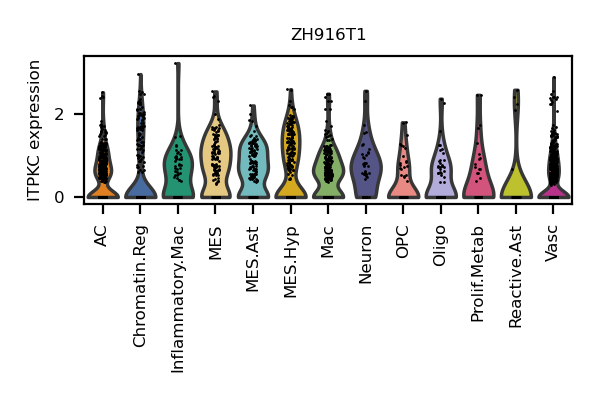 ZH916T1
ITPKC expression
2
0
AC
Chromatin.Reg
Inflammatory.Mac
MES
MES.Ast
MES.Hyp
Mac
Neuron
OPC
Oligo
Prolif.Metab
Reactive.Ast
Vasc